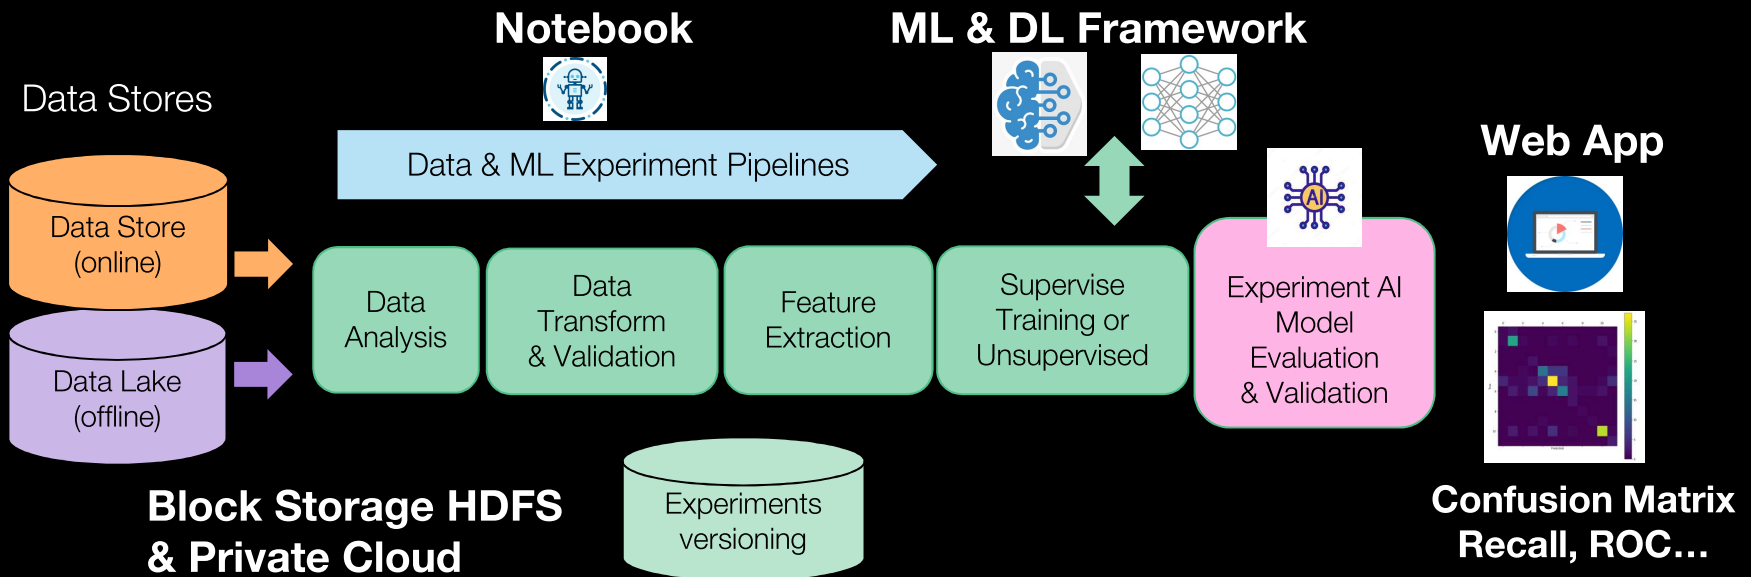 Notebook
ML & DL Framework
Data Stores
Data & ML Experiment Pipelines
Web App
AI
Data Store
(online)
Data
Analysis
Data
Transform
& Validation
Feature
Extraction
Supervise
Training or
Unsupervised
Experiment AI
Model
Evaluation
& Validation
Data Lake
(offline)
Block Storage HDFS
& Private Cloud
Experiments
versioning
Confusion Matrix
Recall, ROC...